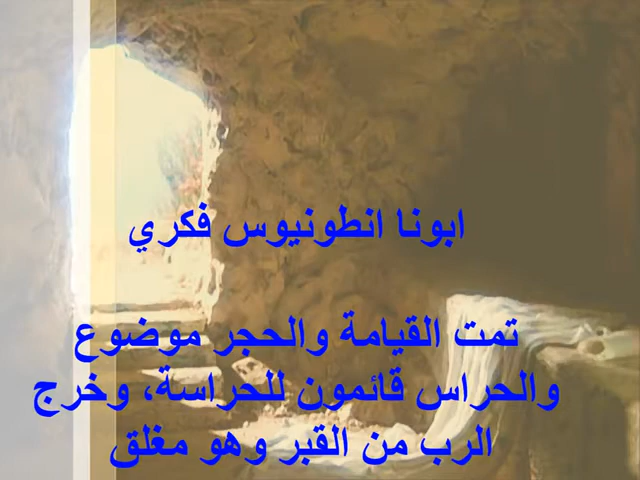 ابونا انطونيوس فكري
تمت القيامة والحجر موضوع
والحراس قائمون للحراسة، وخرج
الرب من القبر وهو مغلق